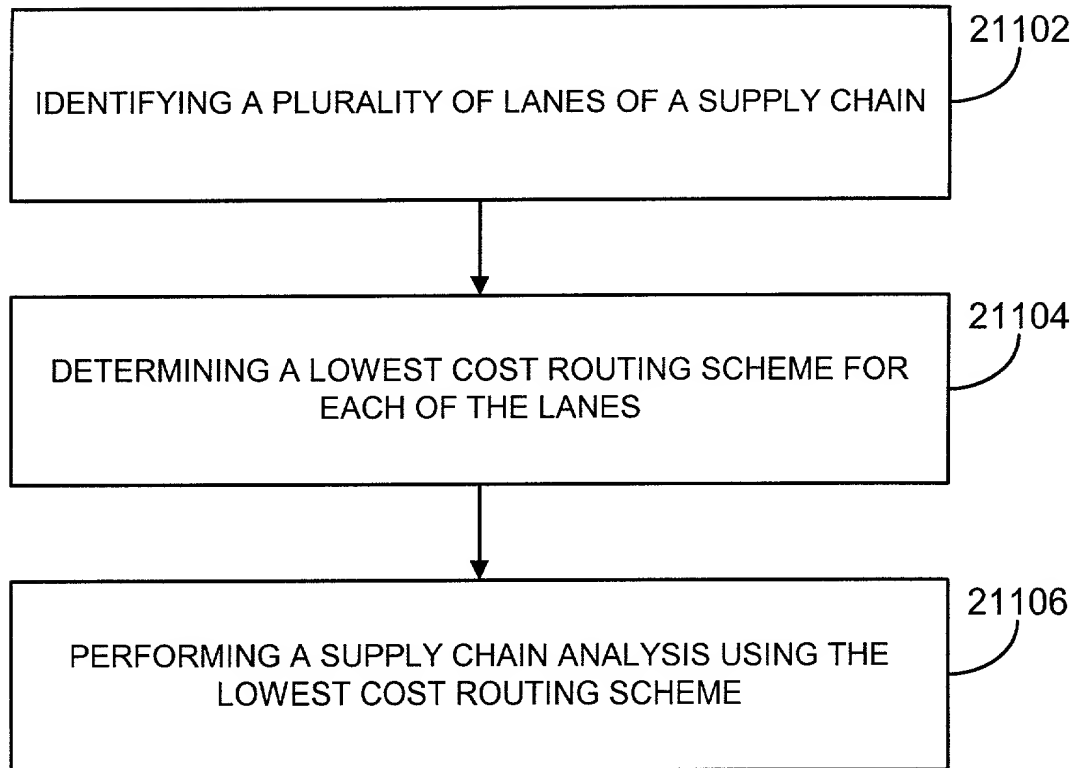 21102
IDENTIFYING A PLURALITY OF LANES OF A SUPPLY CHAIN
21104
DETERMINING A LOWEST COST ROUTING SCHEME FOR
EACH OF THE LANES
21106
PERFORMING A SUPPLY CHAIN ANALYSIS USING THE
LOWEST COST ROUTING SCHEME